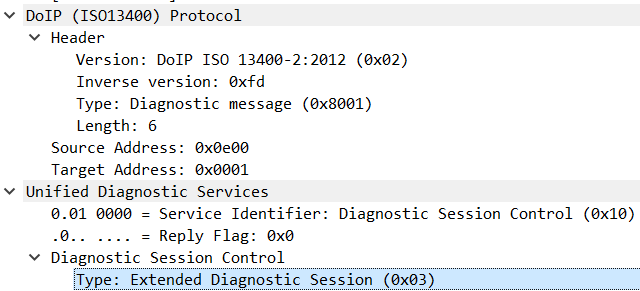 DoIP (ISO13400) Protocol
Header
Version: DoIP ISO 13400-2:2012 (0x02)
Inverse version: 0xfd
Type: Diagnostic message (0x8001)
Length: 6
Source Address: 0x0e00
Target Address: 0x0001
Unified Diagnostic Services
0.01 0000 = Service Identifier: Diagnostic Session Control (0x10)
.0.. .... = Reply Flag: 0x0
Diagnostic Session Control
Type: Extended Diagnostic Session (0x03)